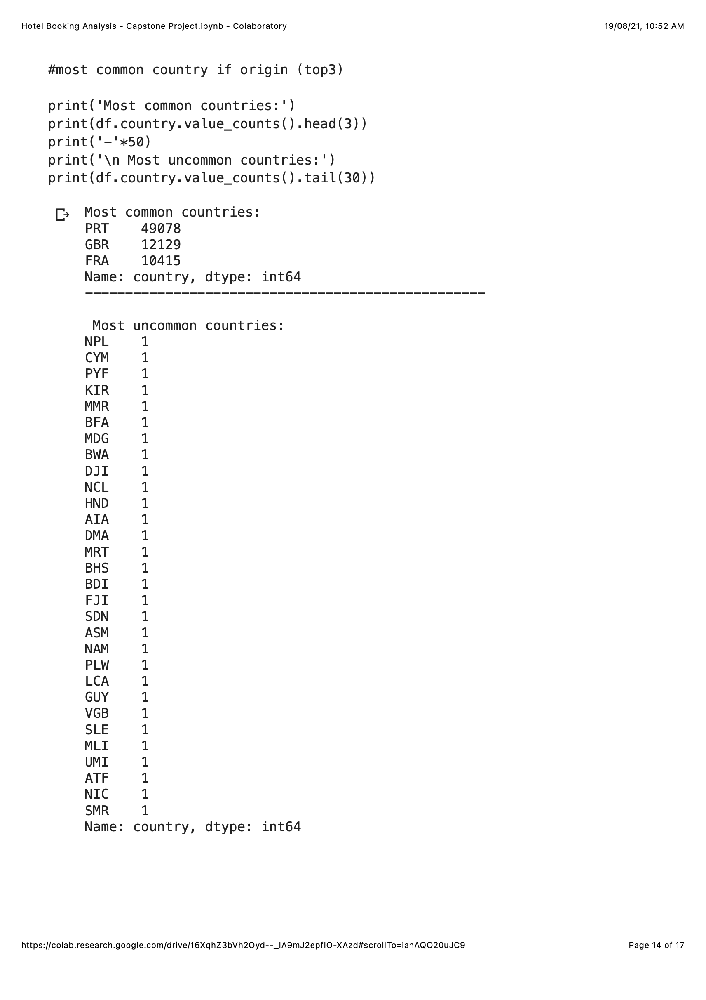 Hotel Booking Analysis - Capstone Project.ipynb - Colaboratory 19/08/21, 10:52 AM
#most common country if origin (top3)
print('Most common countries:')
print(df.country.value_counts().head(3))
print('-'*50)
print('\n Most uncommon countries:')
print(df.country.value_counts().tail(30))
Most common countries:
PRT    49078
GBR    12129
FRA    10415
Name: country, dtype: int64
--------------------------------------------------
 Most uncommon countries:
NPL    1
CYM    1
PYF    1
KIR    1
MMR    1
BFA    1
MDG    1
BWA    1
DJI    1
NCL    1
HND    1
AIA    1
DMA    1
MRT    1
BHS    1
BDI    1
FJI    1
SDN    1
ASM    1
NAM    1
PLW    1
LCA    1
GUY    1
VGB    1
SLE    1
MLI    1
UMI    1
ATF    1
NIC    1
SMR    1
Name: country, dtype: int64
https://colab.research.google.com/drive/16XqhZ3bVh2Oyd--_IA9mJ2epfIO-XAzd#scrollTo=ianAQO20uJC9 Page 14 of 17